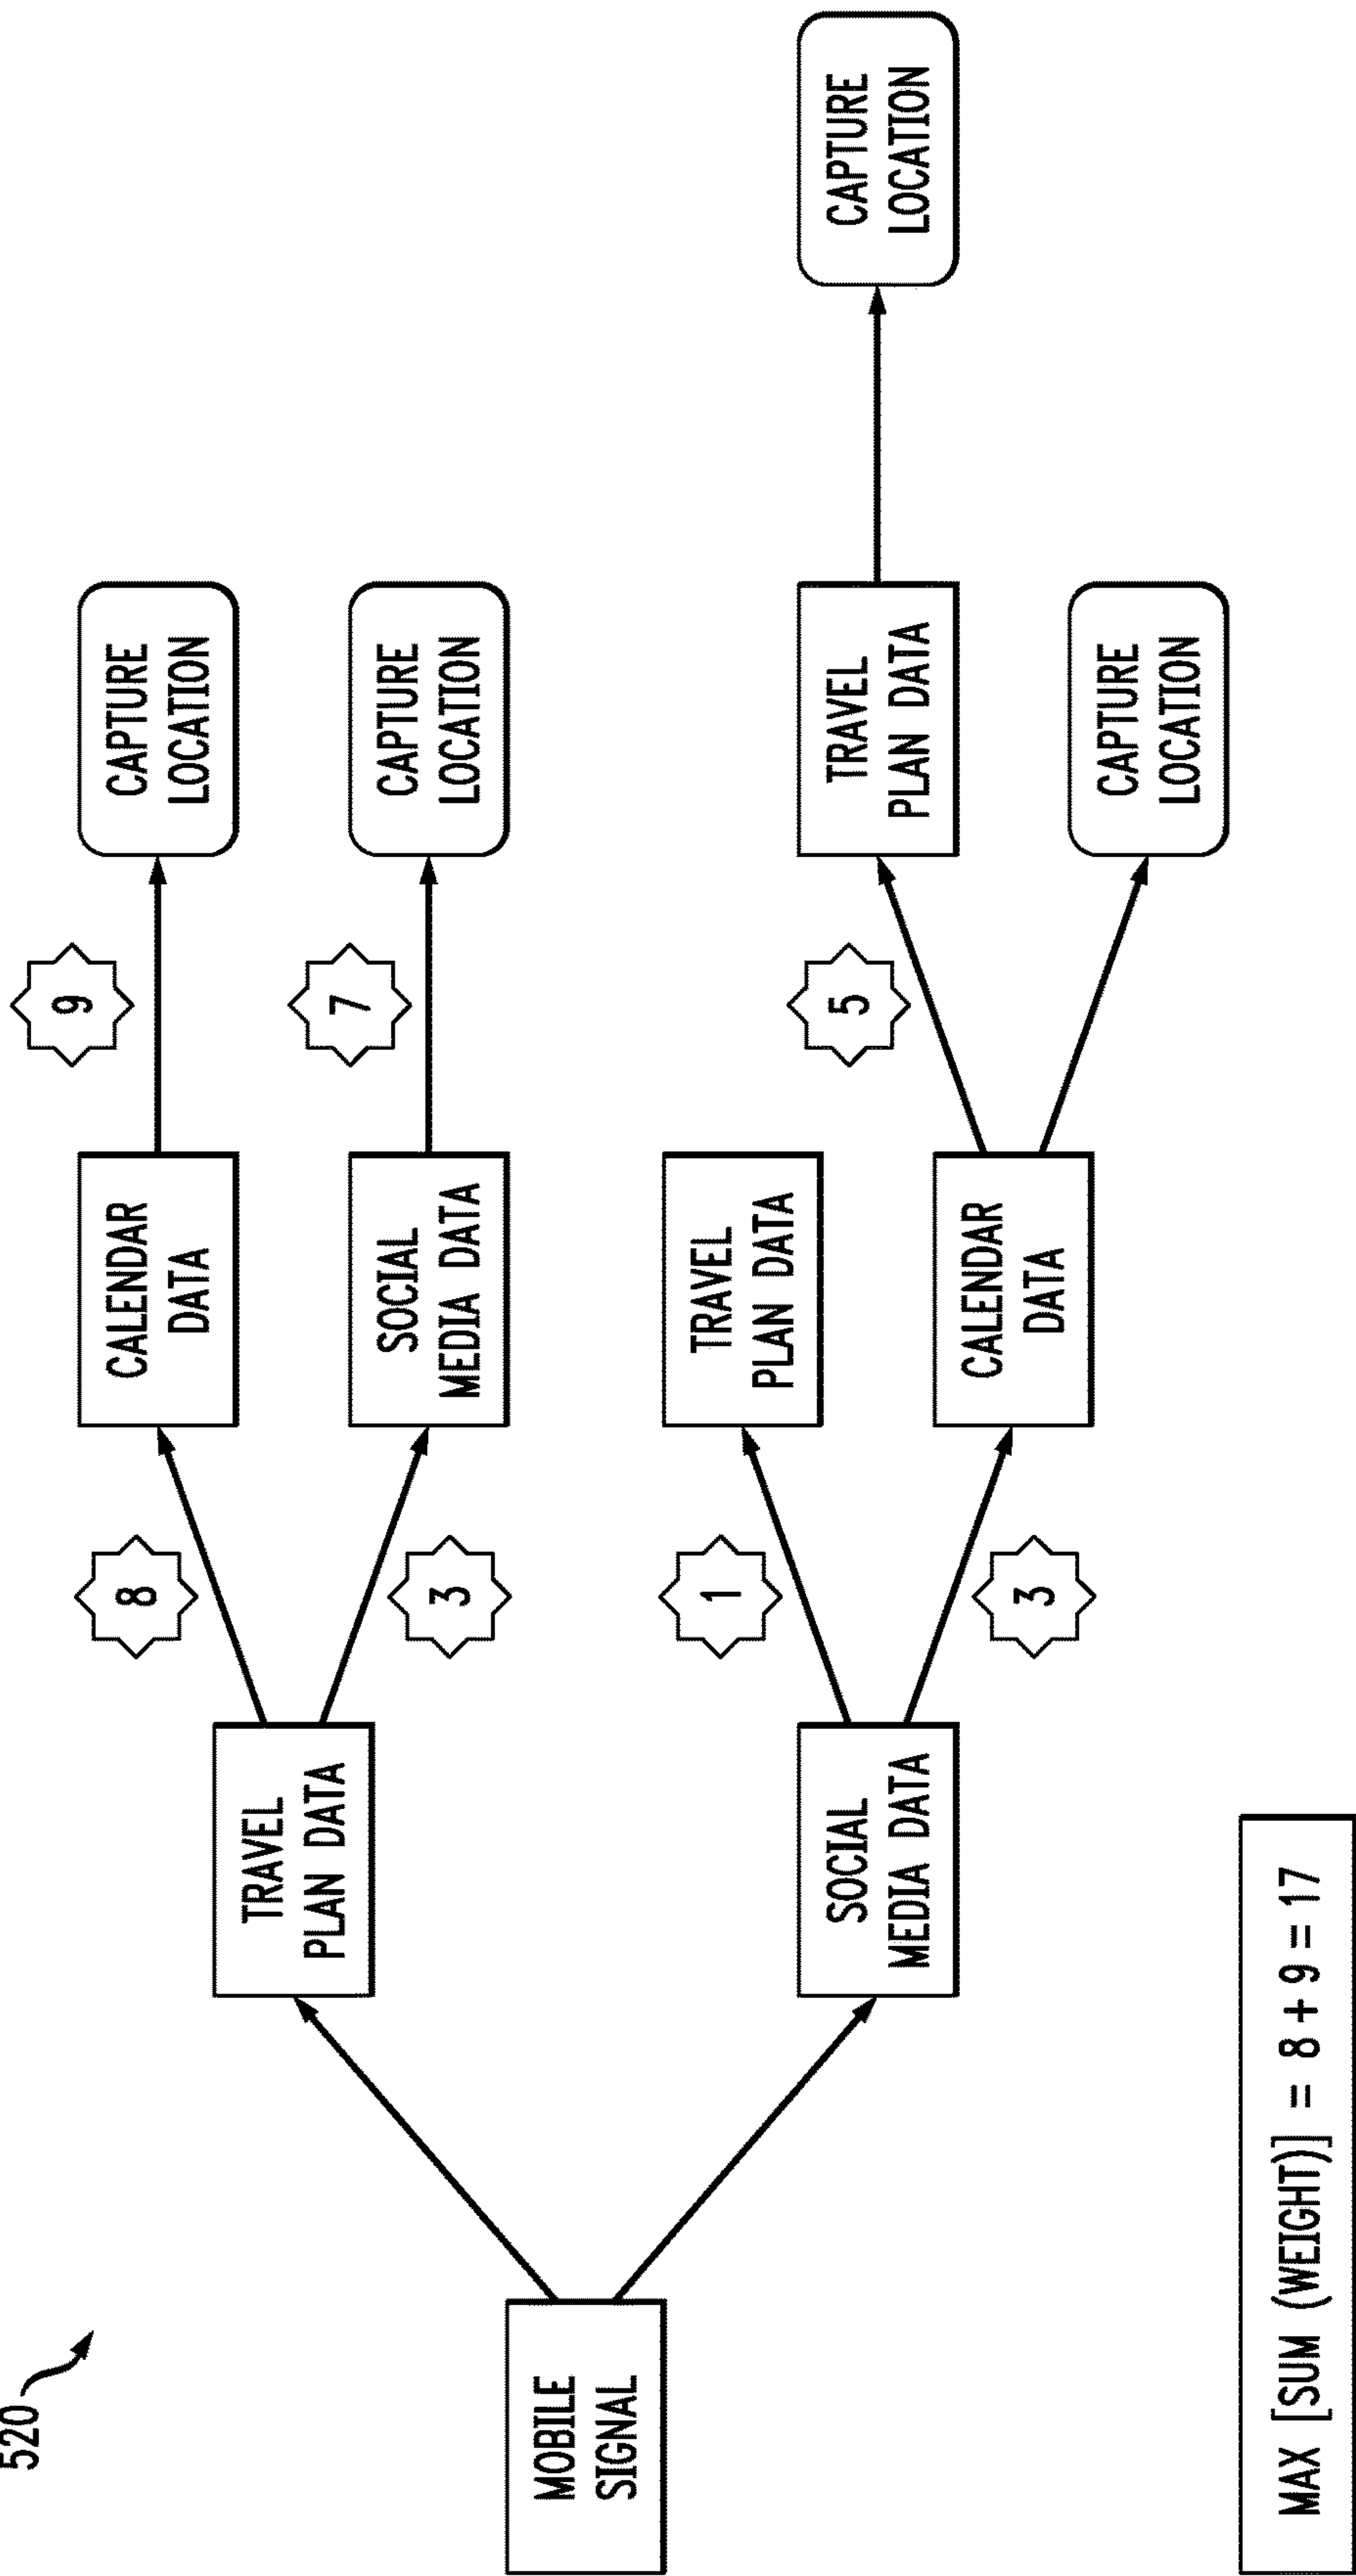 520
MOBILE
SIGNAL
TRAVEL
PLAN DATA
SOCIAL
MEDIA DATA
8
3
1
3
CALENDAR
DATA
SOCIAL
MEDIA DATA
TRAVEL
PLAN DATA
CALENDAR
DATA
9
7
5
CAPTURE
LOCATION
CAPTURE
LOCATION
TRAVEL
PLAN DATA
CAPTURE
LOCATION
CAPTURE
LOCATION
MAX [SUM (WEIGHT)] = 8 + 9 = 17